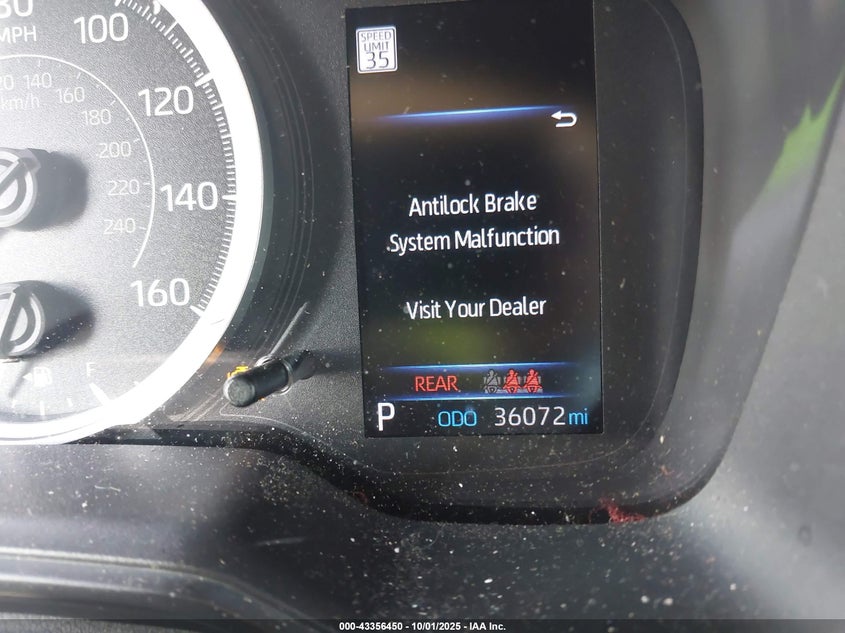 MPH
100
120
140
160
km/h
140
160
180
200
220
240
F
SPEED
LIMIT
35
Antilock Brake
System Malfunction
Visit Your Dealer
REAR
P ODO 36072 mi
000-43356450 - 10/01/2025 - IAA Inc.